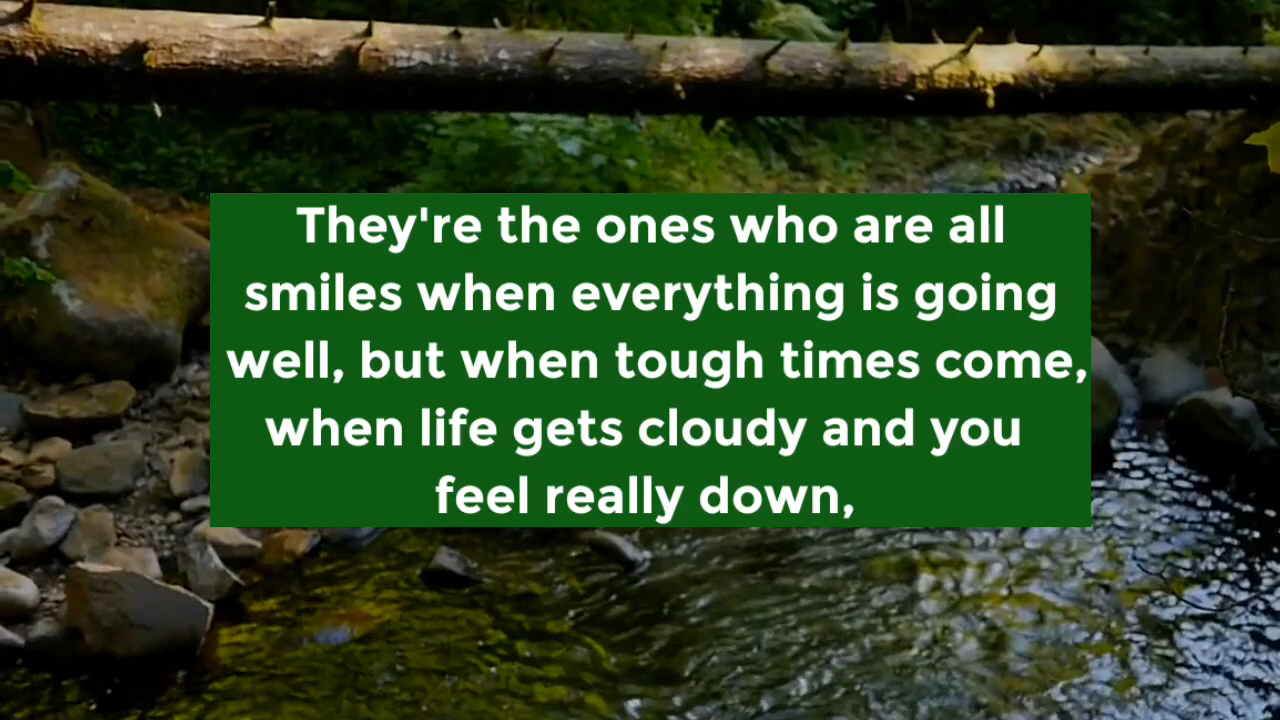 They're the ones who are all
smiles when everything is going
well, but when tough times come,
when life gets cloudy and you
feel really down,